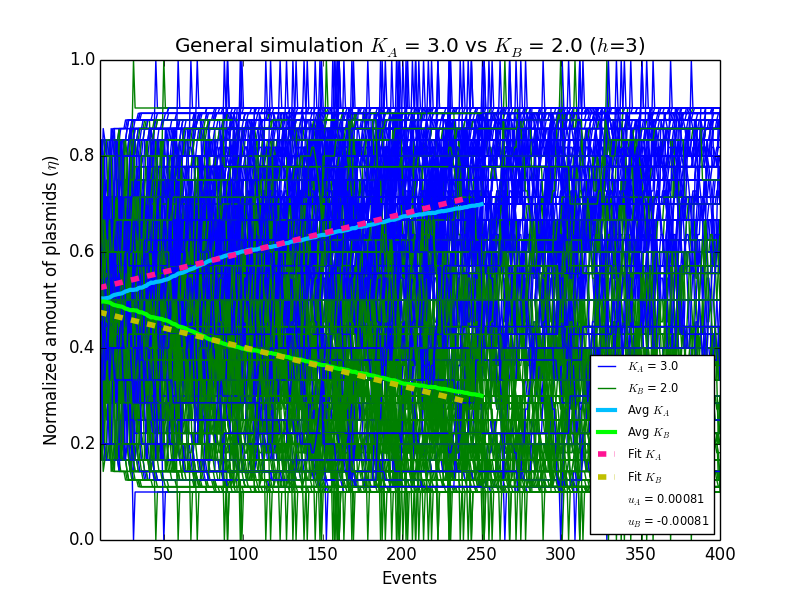 General simulation K_A = 3.0 vs K_B = 2.0 (h=3)
Normalized amount of plasmids (η)
1.0
0.8
0.6
0.4
0.2
0.0
K_A = 3.0
K_B = 2.0
Avg K_A
Avg K_B
Fit K_A
Fit K_B
u_A = 0.00081
u_B = -0.00081
50 100 150 200 250 300 350 400
Events